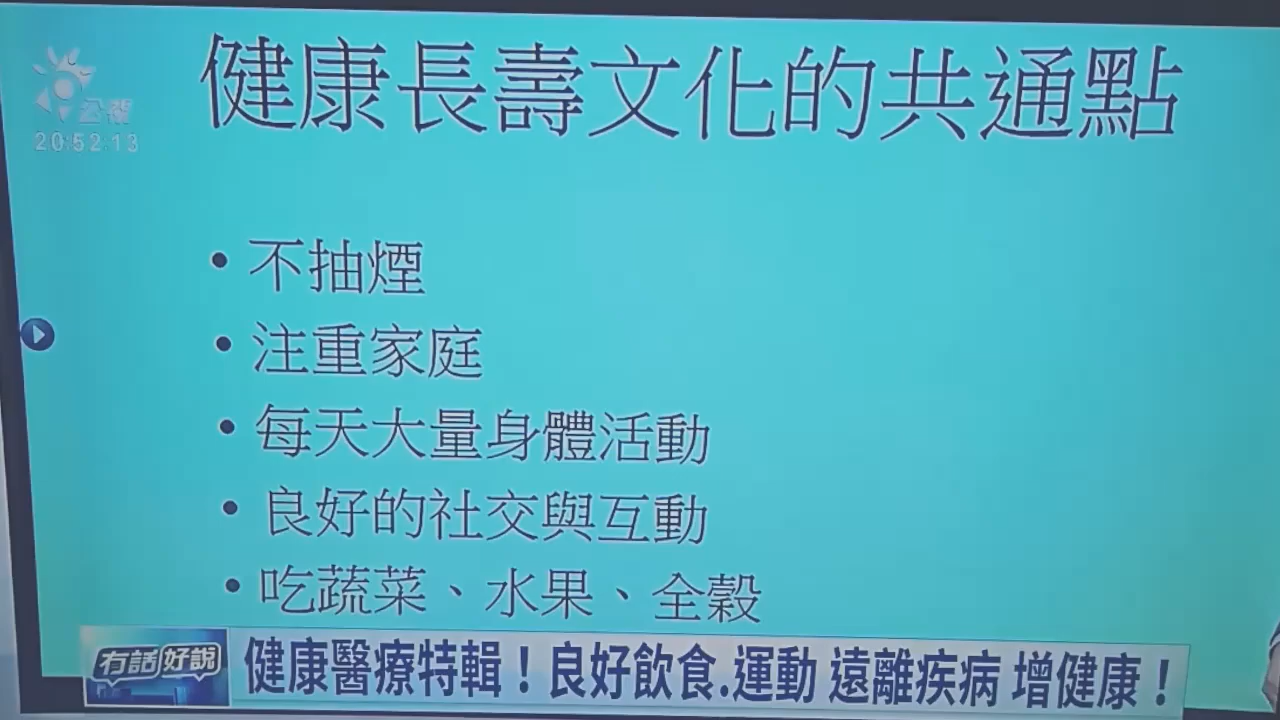 健康長壽文化的共通點
公視
20:52:13
• 不抽煙
• 注重家庭
• 每天大量身體活動
• 良好的社交與互動
• 吃蔬菜、水果、全穀
有話好說
健康醫療特輯！良好飲食.運動 遠離疾病 增健康！